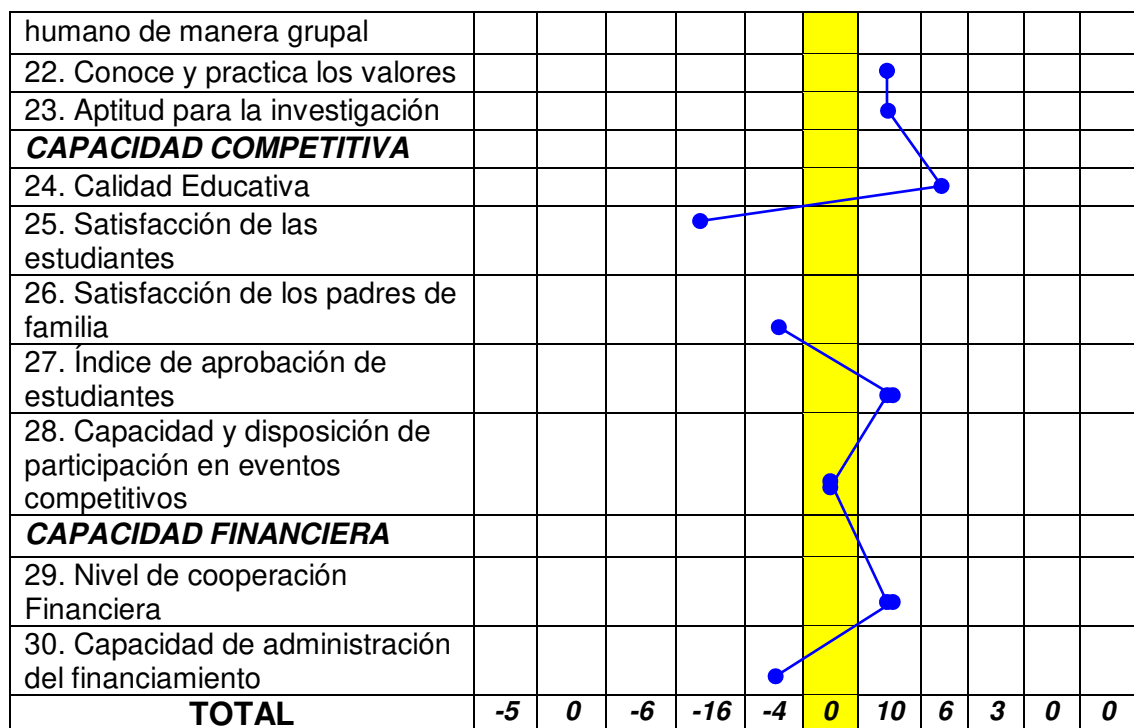 humano de manera grupal
22. Conoce y practica los valores
23. Aptitud para la investigación
CAPACIDAD COMPETITIVA
24. Calidad Educativa
25. Satisfacción de las
estudiantes
26. Satisfacción de los padres de
familia
27. Índice de aprobación de
estudiantes
28. Capacidad y disposición de
participación en eventos
competitivos
CAPACIDAD FINANCIERA
29. Nivel de cooperación
Financiera
30. Capacidad de administración
del financiamiento
TOTAL -5 0 -6 -16 -4 0 10 6 3 0 0